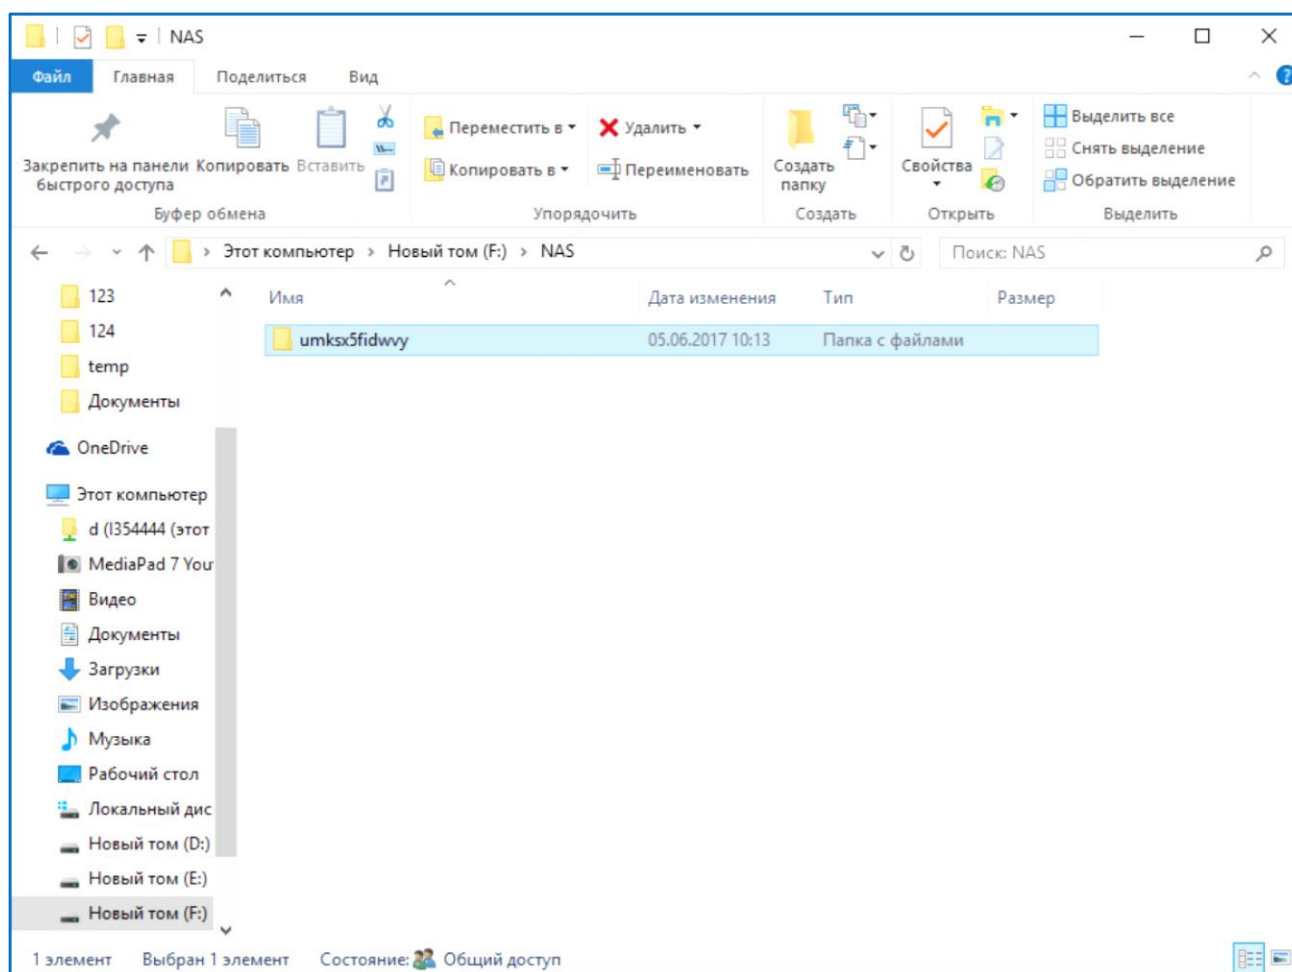 NAS
Файл Главная Поделиться Вид
Переместить в Удалить Выделить все
Закрепить на панели быстрого доступа Копировать Вставить Копировать в Переименовать Создать папку Свойства Снять выделение
Обратить выделение
Буфер обмена Упорядочить Создать Открыть Выделить
Этот компьютер › Новый том (F:) › NAS Поиск: NAS
123 Имя Дата изменения Тип Размер
124 umksx5fidwvy 05.06.2017 10:13 Папка с файлами
temp
Документы
OneDrive
Этот компьютер
d (I354444 (этот
MediaPad 7 You
Видео
Документы
Загрузки
Изображения
Музыка
Рабочий стол
Локальный дис
Новый том (D:)
Новый том (E:)
Новый том (F:)
1 элемент Выбран 1 элемент Состояние: Общий доступ